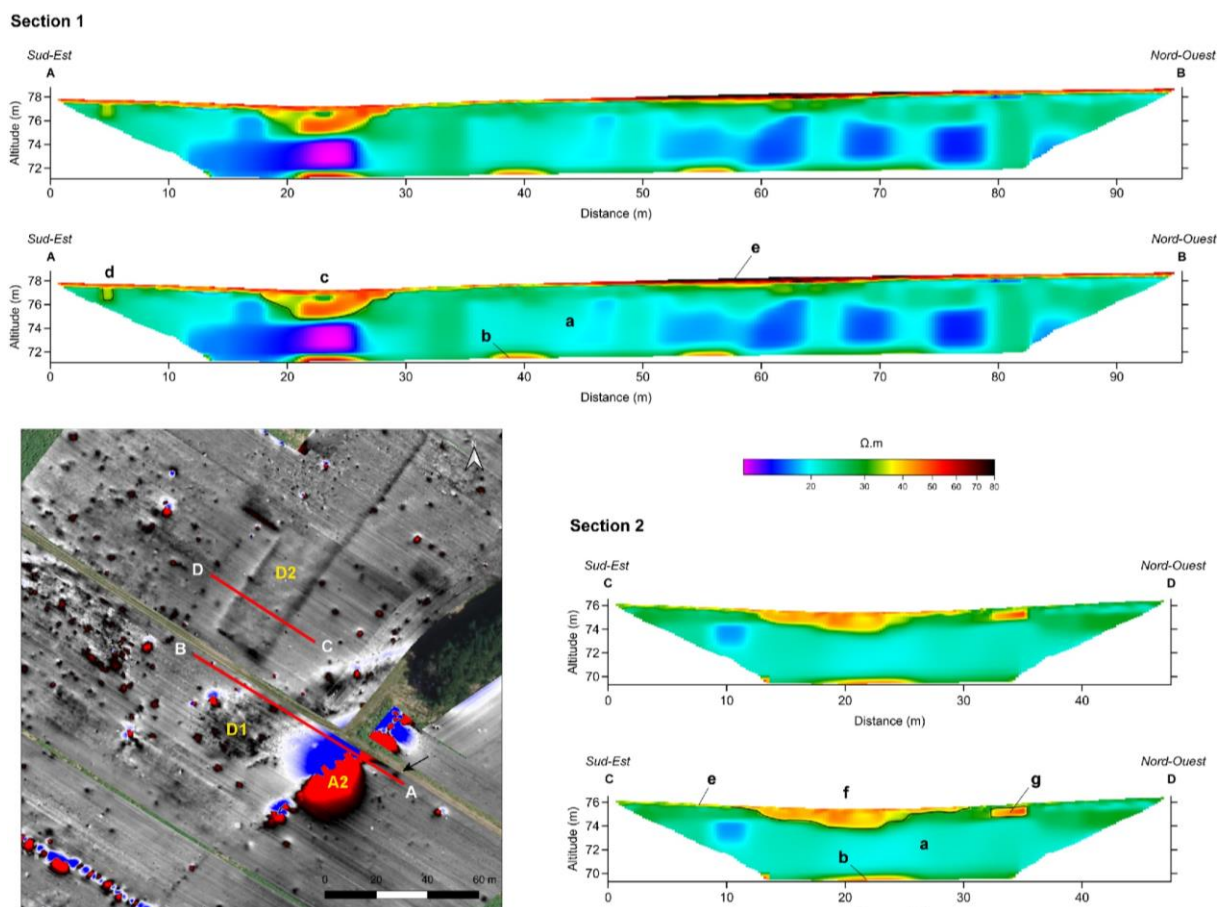 Section 1
Sud-Est
Nord-Ouest
A
B
78
76
74
72
Altitude (m)
0 10 20 30 40 50 60 70 80 90
Distance (m)
Sud-Est
Nord-Ouest
A
d
c
e
B
78
76
74
72
Altitude (m)
a
b
0 10 20 30 40 50 60 70 80 90
Distance (m)
Ω.m
20 30 40 50 60 70 80
D
D2
B
C
D1
A2
A
0 40 60 m
Section 2
Sud-Est
Nord-Ouest
C
D
76
74
72
70
Altitude (m)
0 10 20 30 40
Distance (m)
Sud-Est
Nord-Ouest
C
e
f
g
D
76
74
72
70
Altitude (m)
a
b
0 10 20 30 40
Distance (m)